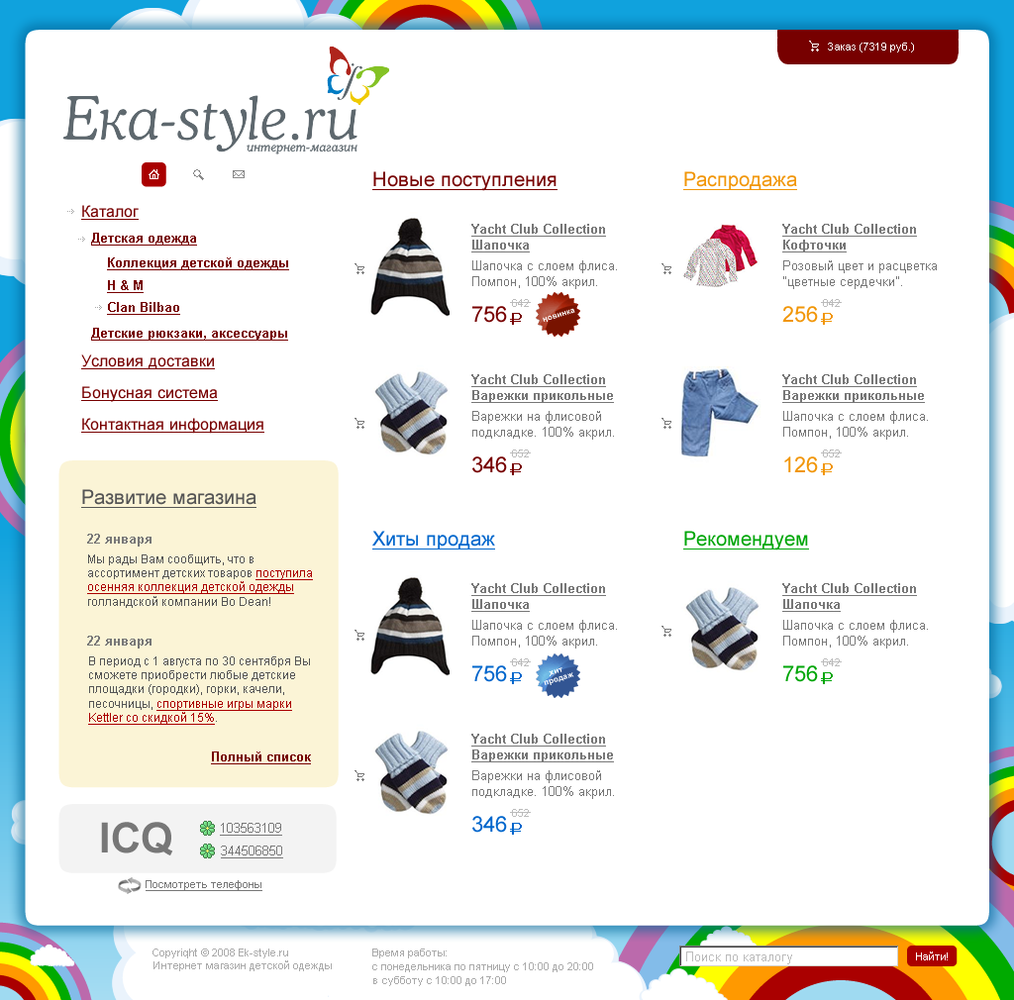 Заказ (7319 руб.)
Ека-style.ru
интернет-магазин
Каталог
Детская одежда
Коллекция детской одежды
H & M
Clan Bilbao
Детские рюкзаки, аксессуары
Условия доставки
Бонусная система
Контактная информация
Развитие магазина
22 января
Мы рады Вам сообщить, что в
ассортимент детских товаров поступила
осенняя коллекция детской одежды
голландской компании Bo Dean!
22 января
В период с 1 августа по 30 сентября Вы
сможете приобрести любые детские
площадки (городки), горки, качели,
песочницы, спортивные игры марки
Kettler со скидкой 15%.
Полный список
ICQ
103563109
344506850
Посмотреть телефоны
Новые поступления
Yacht Club Collection
Шапочка
Шапочка с слоем флиса.
Помпон, 100% акрил.
756 ₽ 642
новинка
Yacht Club Collection
Варежки прикольные
Варежки на флисовой
подкладке. 100% акрил.
346 ₽ 652
Распродажа
Yacht Club Collection
Кофточки
Розовый цвет и расцветка
"цветные сердечки".
256 ₽ 642
Yacht Club Collection
Варежки прикольные
Шапочка с слоем флиса.
Помпон, 100% акрил.
126 ₽ 652
Хиты продаж
Yacht Club Collection
Шапочка
Шапочка с слоем флиса.
Помпон, 100% акрил.
756 ₽ 642
хит
продаж
Yacht Club Collection
Варежки прикольные
Варежки на флисовой
подкладке. 100% акрил.
346 ₽ 652
Рекомендуем
Yacht Club Collection
Шапочка
Шапочка с слоем флиса.
Помпон, 100% акрил.
756 ₽ 642
Copyright © 2008 Ek-style.ru
Интернет магазин детской одежды
Время работы:
с понедельника по пятницу с 10:00 до 20:00
в субботу с 10:00 до 17:00
Поиск по каталогу
Найти!